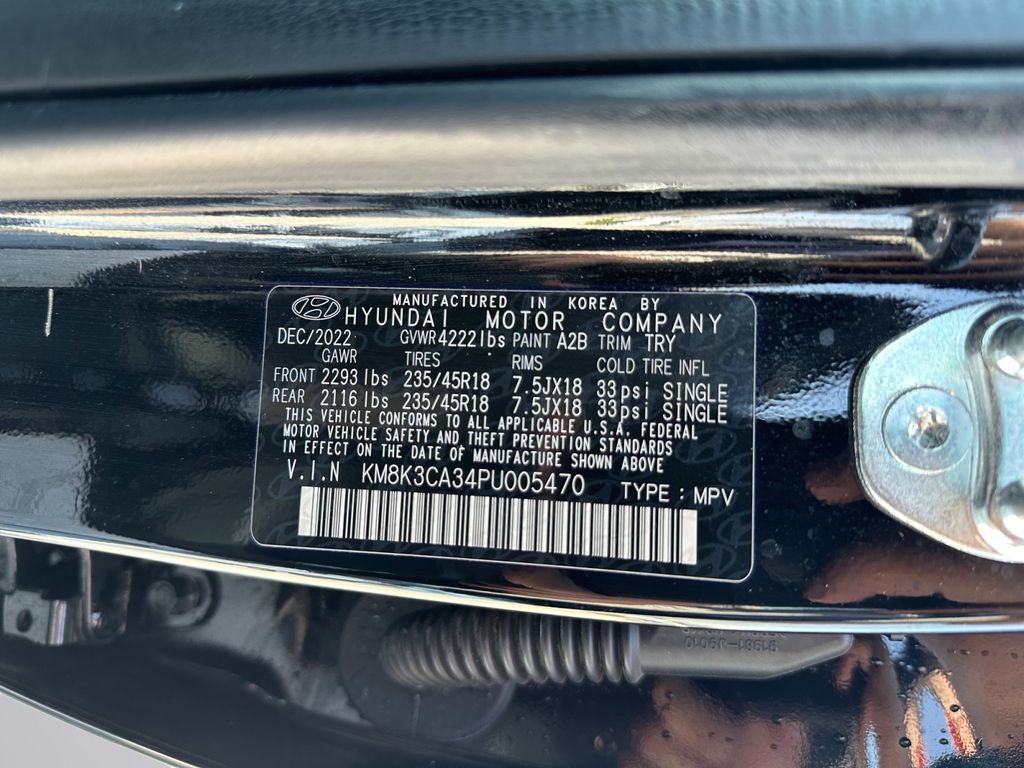 MANUFACTURED IN KOREA BY
HYUNDAI MOTOR COMPANY
DEC/2022 GVWR 4222 lbs PAINT A2B TRIM TRY
GAWR TIRES RIMS COLD TIRE INFL
FRONT 2293 lbs 235/45R18 7.5JX18 33psi SINGLE
REAR 2116 lbs 235/45R18 7.5JX18 33psi SINGLE
THIS VEHICLE CONFORMS TO ALL APPLICABLE U.S.A. FEDERAL
MOTOR VEHICLE SAFETY AND THEFT PREVENTION STANDARDS
IN EFFECT ON THE DATE OF MANUFACTURE SHOWN ABOVE
V.I.N KM8K3CA34PU005470 TYPE : MPV
91981-J9010